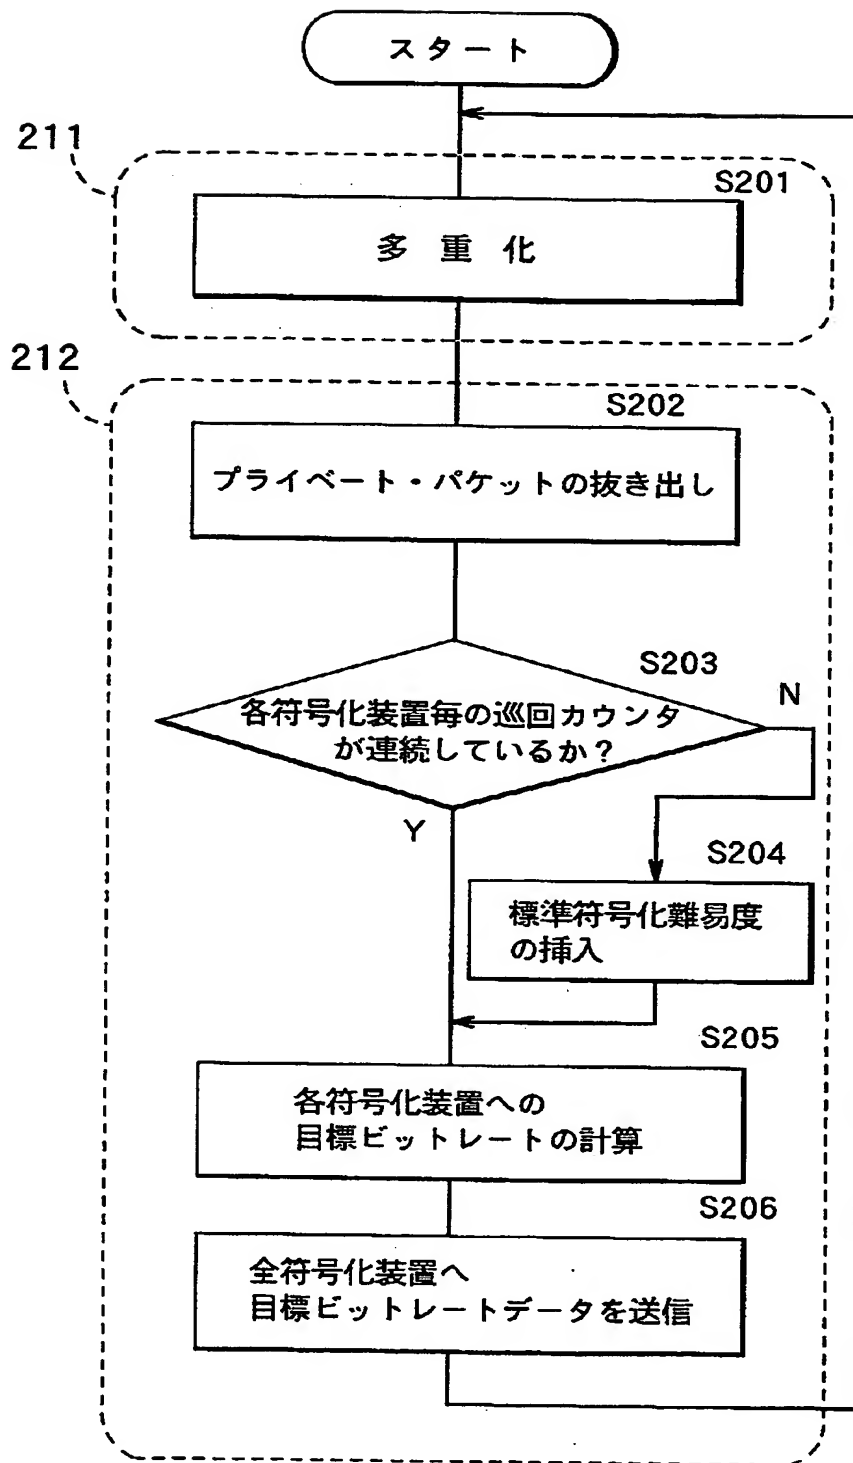 スタート
211
S201
多重化
212
S202
プライベート・パケットの抜き出し
S203
N
各符号化装置毎の巡回カウンタ
が連続しているか?
Y
S204
標準符号化難易度
の挿入
S205
各符号化装置への
目標ビットレートの計算
S206
全符号化装置へ
目標ビットレートデータを送信